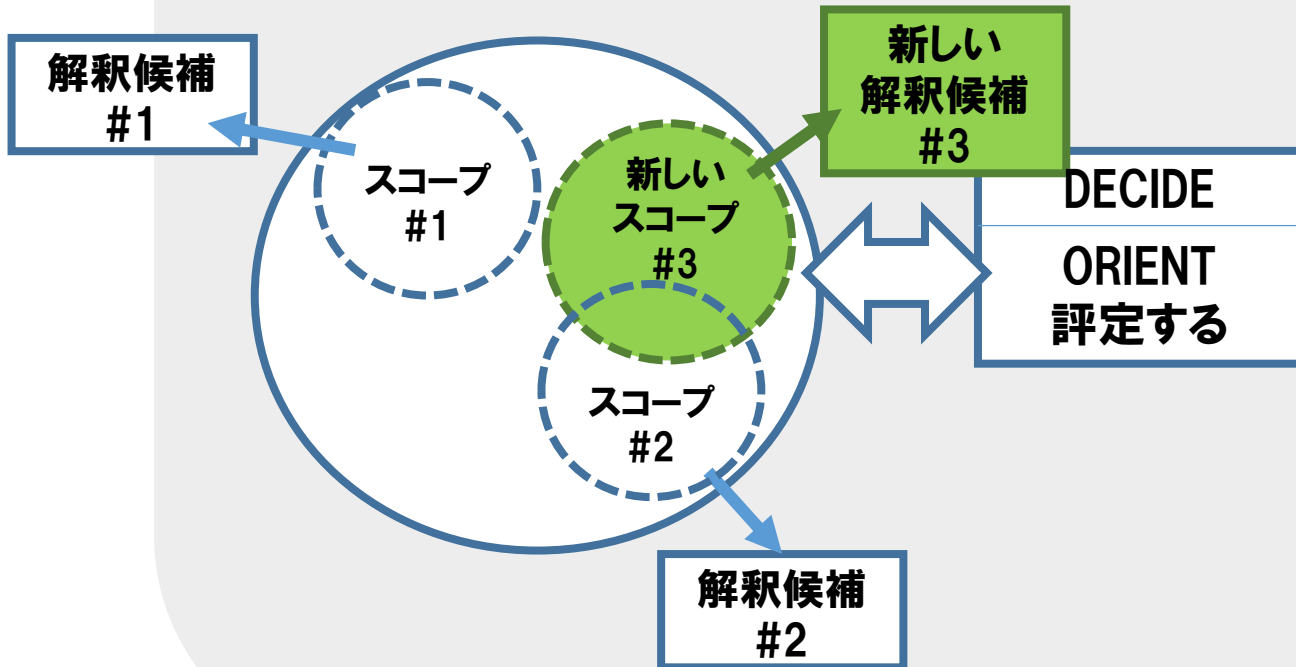 解釈候補
#1
新しい
解釈候補
#3
スコープ
#1
新しい
スコープ
#3
DECIDE
ORIENT
評定する
スコープ
#2
解釈候補
#2